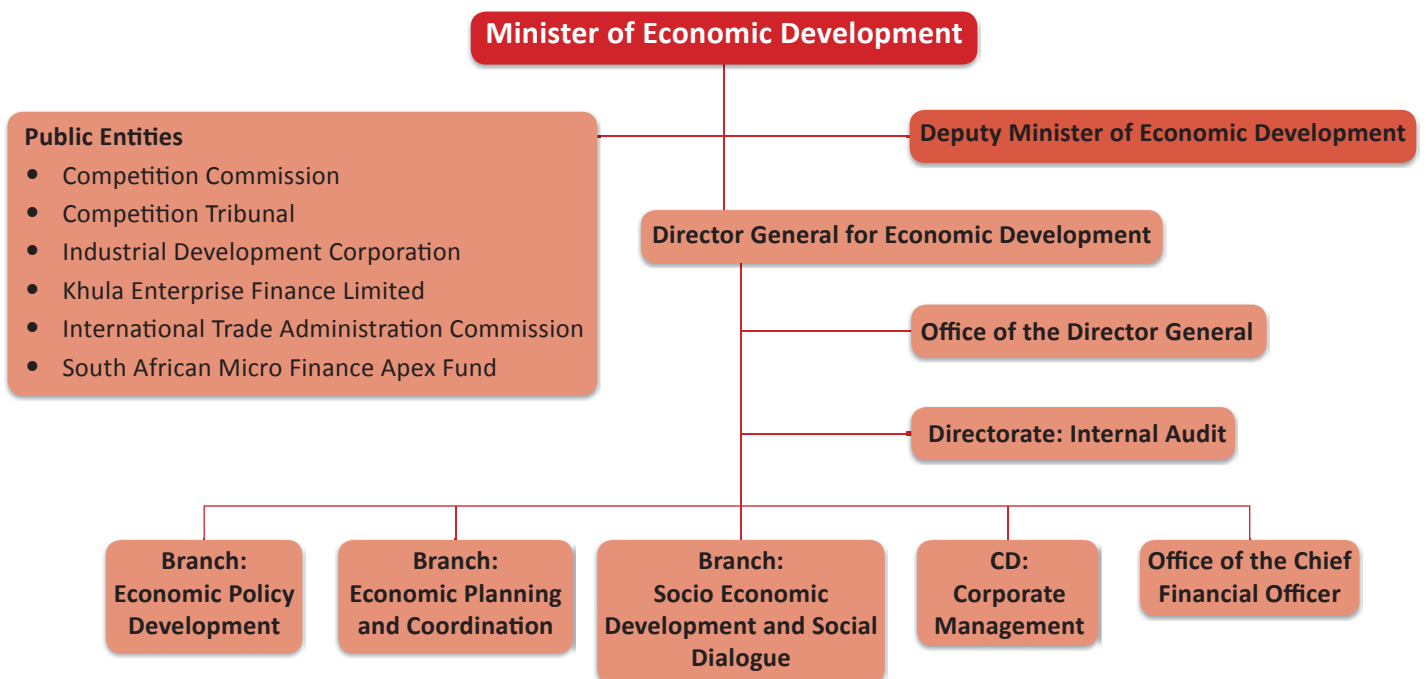 Minister of Economic Development
Public Entities
• Competition Commission
• Competition Tribunal
• Industrial Development Corporation
• Khula Enterprise Finance Limited
• International Trade Administration Commission
• South African Micro Finance Apex Fund
Deputy Minister of Economic Development
Director General for Economic Development
Office of the Director General
Directorate: Internal Audit
Branch:
Economic Policy
Development
Branch:
Economic Planning
and Coordination
Branch:
Socio Economic
Development and Social
Dialogue
CD:
Corporate
Management
Office of the Chief
Financial Officer